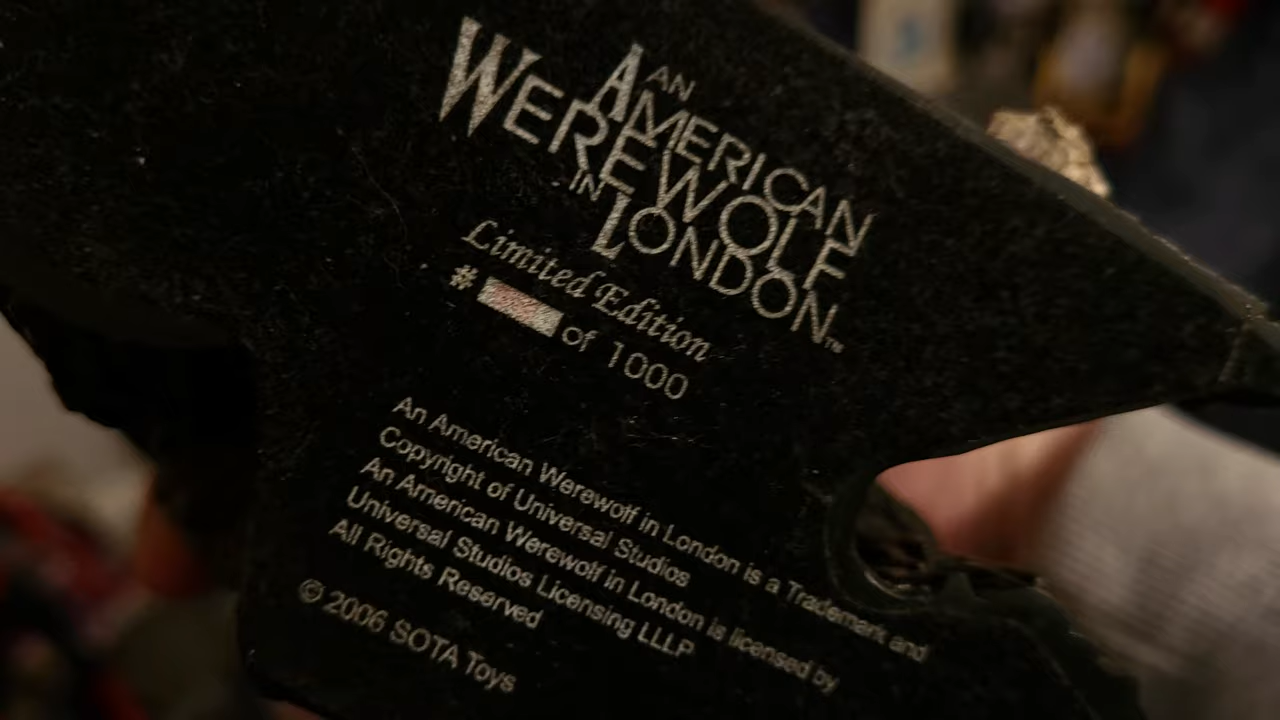 AN
AMERICAN
WEREWOLF
IN LONDON™
Limited Edition
# of 1000
An American Werewolf in London is a Trademark and
Copyright of Universal Studios
An American Werewolf in London is licensed by
Universal Studios Licensing LLLP
All Rights Reserved
© 2006 SOTA Toys